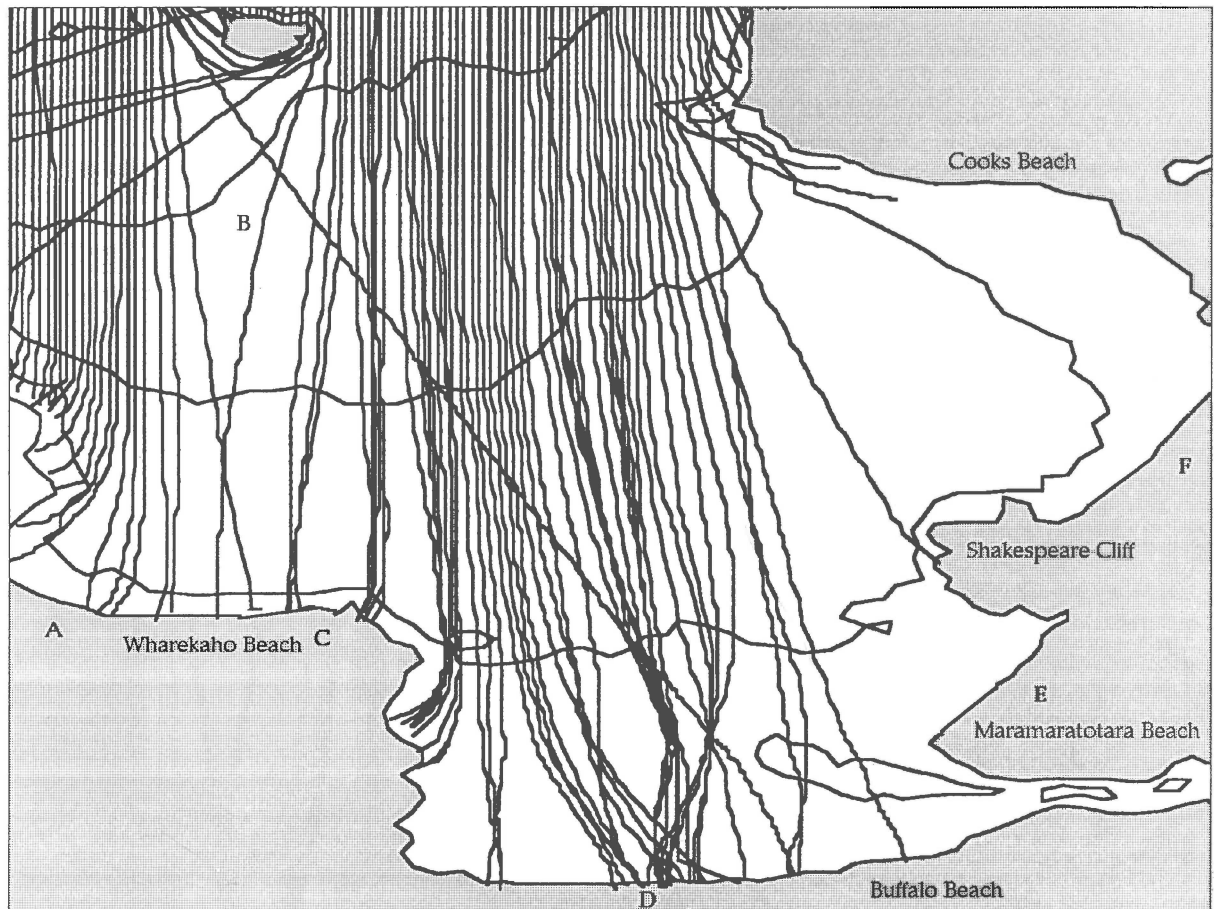 Cooks Beach
B
F
Shakespeare Cliff
A
Wharekaho Beach
C
E
Maramaratotara Beach
Buffalo Beach
D